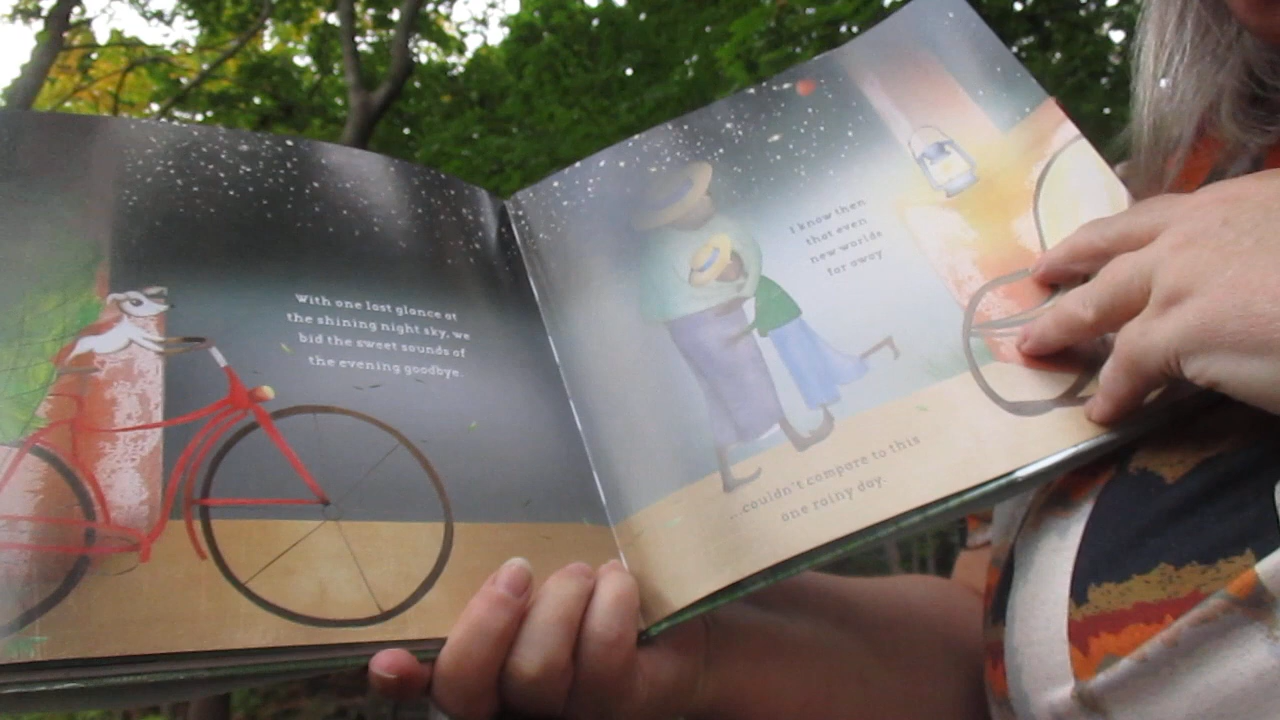 With one last glance at
the shining night sky, we
bid the sweet sounds of
the evening goodbye.
I know then
that even
new worlds
far away
...couldn't compare to this
one rainy day.